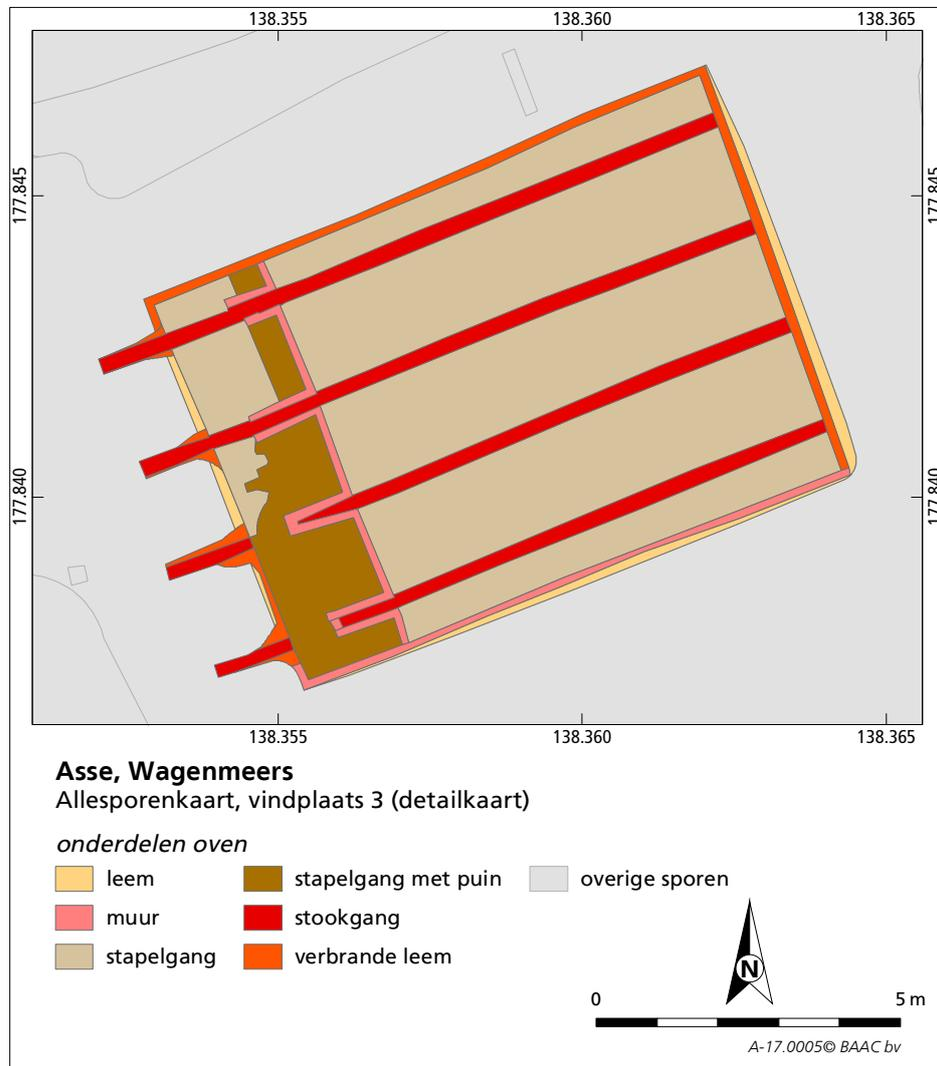 138.355 138.360 138.365
177.845 177.845
177.840 177.840
138.355 138.360 138.365
Asse, Wagenmeers
Allesporenkaart, vindplaats 3 (detailkaart)
onderdelen oven
leem stapelgang met puin overige sporen
muur stookgang
stapelgang verbrande leem
N
0 5 m
A-17.0005© BAAC bv